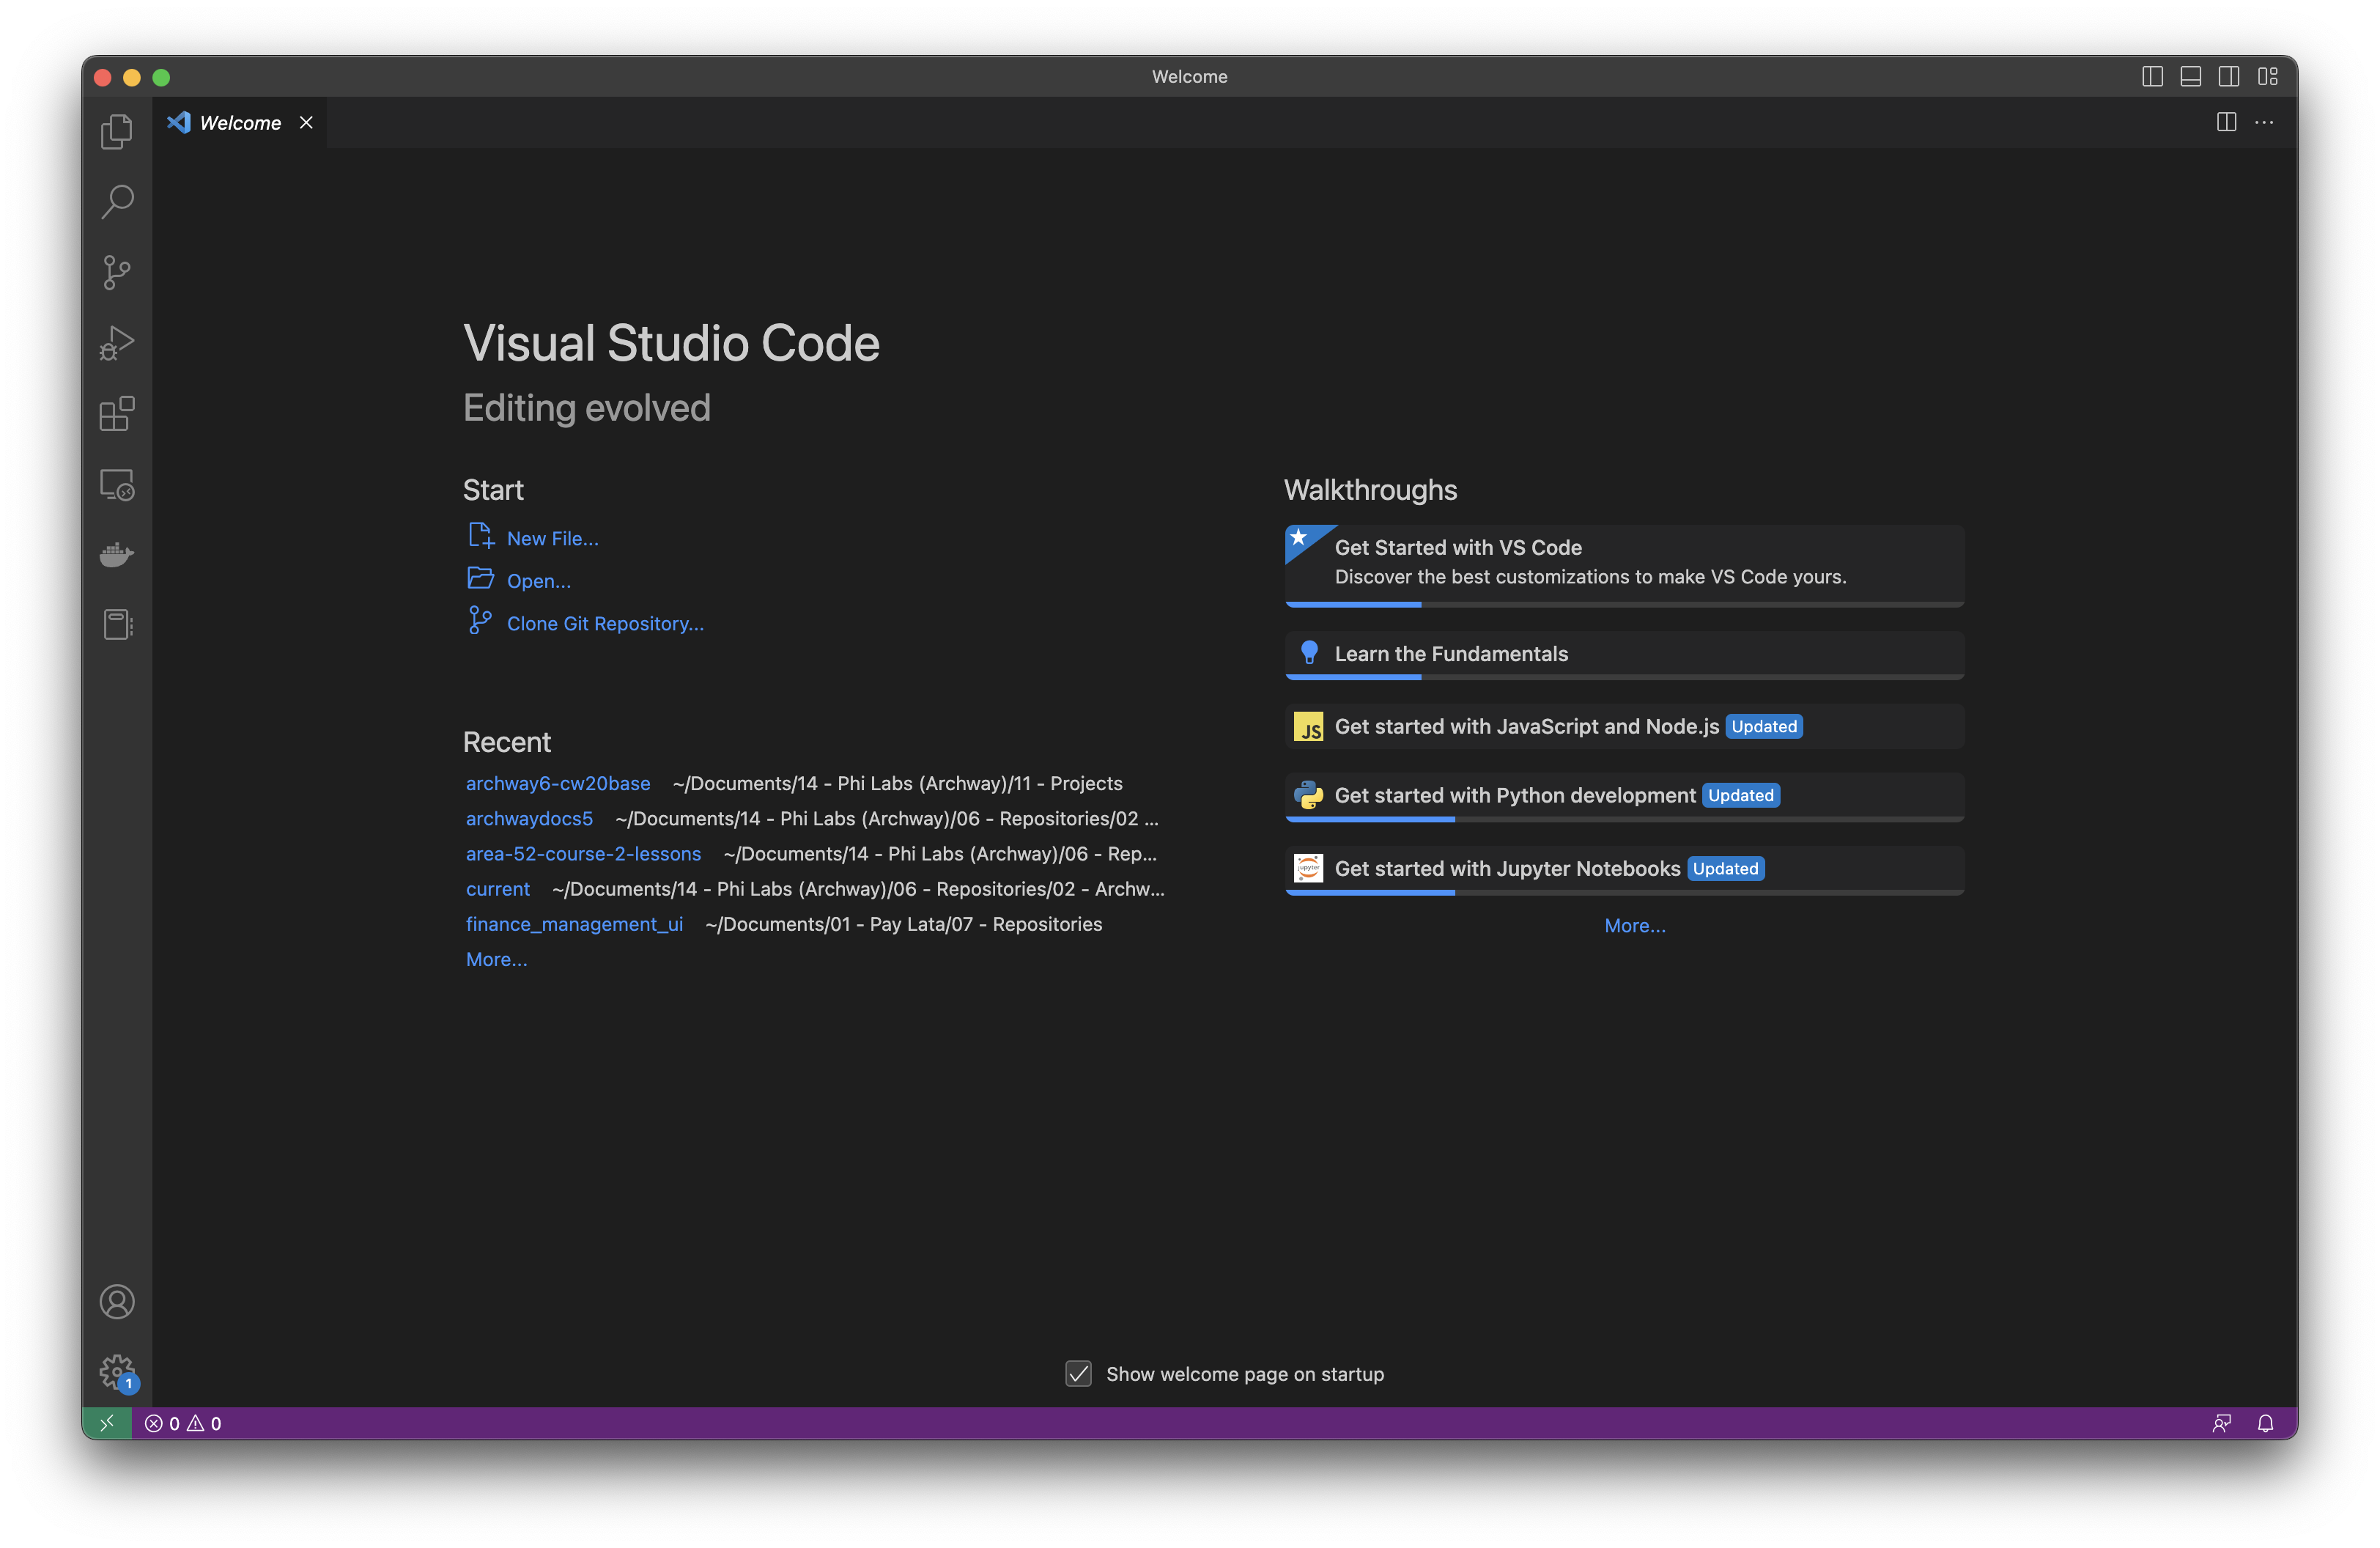 Welcome
Welcome
Visual Studio Code
Editing evolved
Start
New File...
Open...
Clone Git Repository...
Recent
archway6-cw20base ~/Documents/14 - Phi Labs (Archway)/11 - Projects
archwaydocs5 ~/Documents/14 - Phi Labs (Archway)/06 - Repositories/02 ...
area-52-course-2-lessons ~/Documents/14 - Phi Labs (Archway)/06 - Rep...
current ~/Documents/14 - Phi Labs (Archway)/06 - Repositories/02 - Archw...
finance_management_ui ~/Documents/01 - Pay Lata/07 - Repositories
More...
Walkthroughs
Get Started with VS Code
Discover the best customizations to make VS Code yours.
Learn the Fundamentals
JS Get started with JavaScript and Node.js Updated
Get started with Python development Updated
jupyter Get started with Jupyter Notebooks Updated
More...
Show welcome page on startup
1
0 0